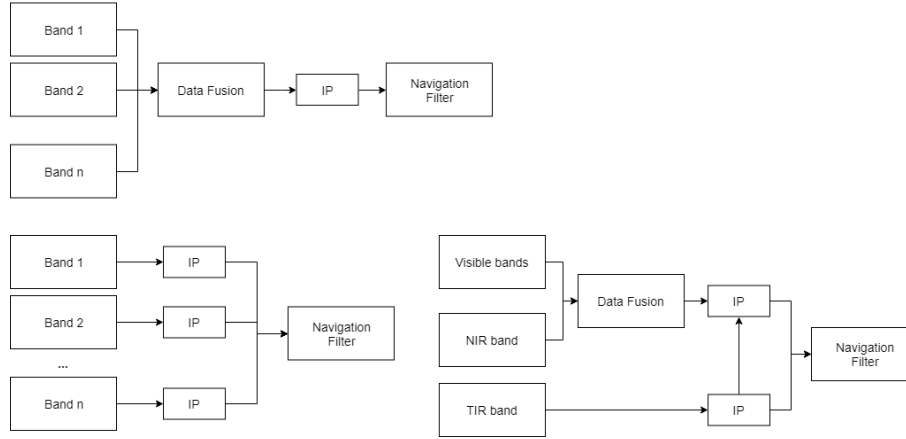 Band 1
Band 2
Band n
Data Fusion
IP
Navigation
Filter
Band 1
Band 2
...
Band n
IP
IP
IP
Navigation
Filter
Visible bands
NIR band
TIR band
Data Fusion
IP
IP
Navigation
Filter